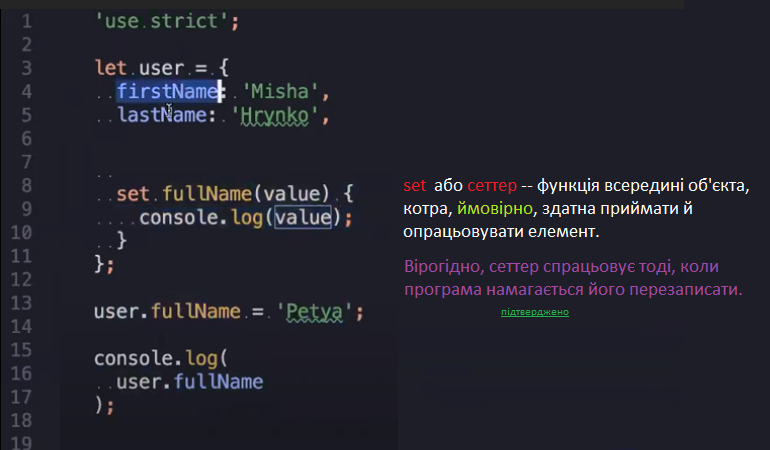 1 'use strict';
2
3 let user = {
4 firstName: 'Misha',
5 lastName: 'Hrynko',
6
7
8 set fullName(value) {
9 console.log(value);
10 }
11 };
12
13 user.fullName = 'Petya';
14
15 console.log(
16 user.fullName
17 );
18
19
set або сеттер -- функція всередині об'єкта,
котра, ймовірно, здатна приймати й
опрацьовувати елемент.
Вірогідно, сеттер спрацьовує тоді, коли
програма намагається його перезаписати.
підтверджено